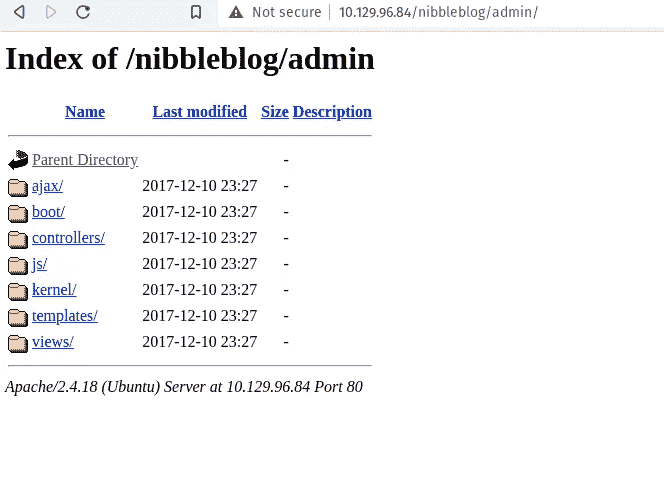 Not secure | 10.129.96.84/nibbleblog/admin/
Index of /nibbleblog/admin
Name Last modified Size Description
Parent Directory -
ajax/ 2017-12-10 23:27 -
boot/ 2017-12-10 23:27 -
controllers/ 2017-12-10 23:27 -
js/ 2017-12-10 23:27 -
kernel/ 2017-12-10 23:27 -
templates/ 2017-12-10 23:27 -
views/ 2017-12-10 23:27 -
Apache/2.4.18 (Ubuntu) Server at 10.129.96.84 Port 80